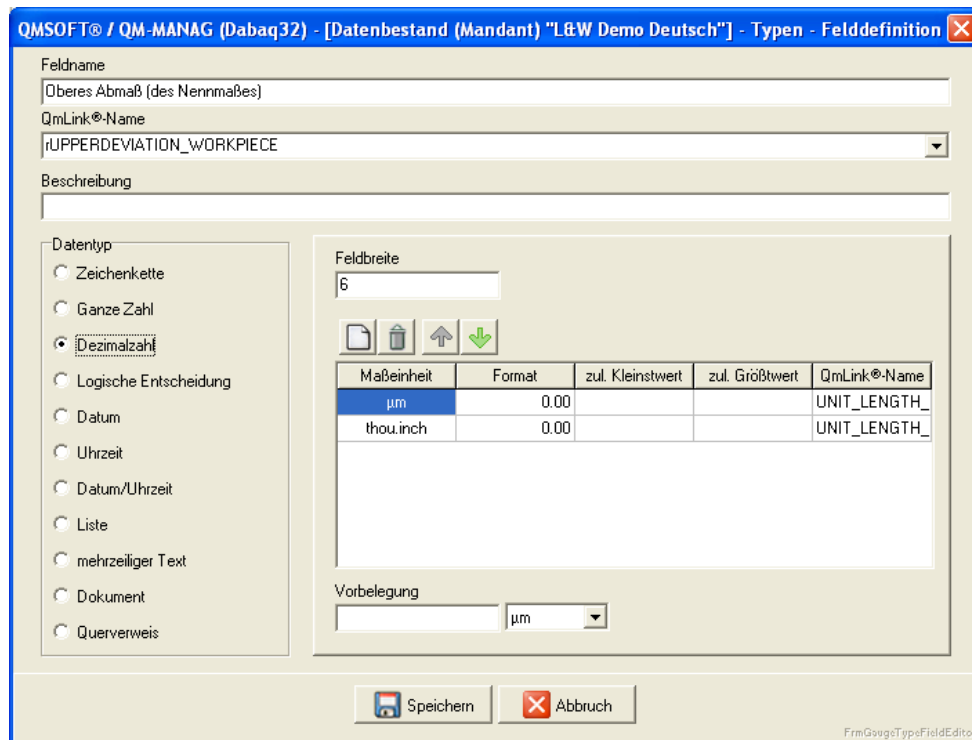 QMSOFT® / QM-MANAG (Dabaq32) - [Datenbestand (Mandant) "L&W Demo Deutsch"] - Typen - Felddefinition
Feldname
Oberes Abmaß (des Nennmaßes)
QmLink®-Name
rUPPERDEVIATION_WORKPIECE
Beschreibung
Datentyp
Zeichenkette
Ganze Zahl
Dezimalzahl
Logische Entscheidung
Datum
Uhrzeit
Datum/Uhrzeit
Liste
mehrzeiliger Text
Dokument
Querverweis
Feldbreite
6
Maßeinheit Format zul. Kleinstwert zul. Größtwert QmLink®-Name
µm 0.00 UNIT_LENGTH_
thou.inch 0.00 UNIT_LENGTH_
Vorbelegung
µm
Speichern Abbruch
FrmGaugeTypeFieldEdito